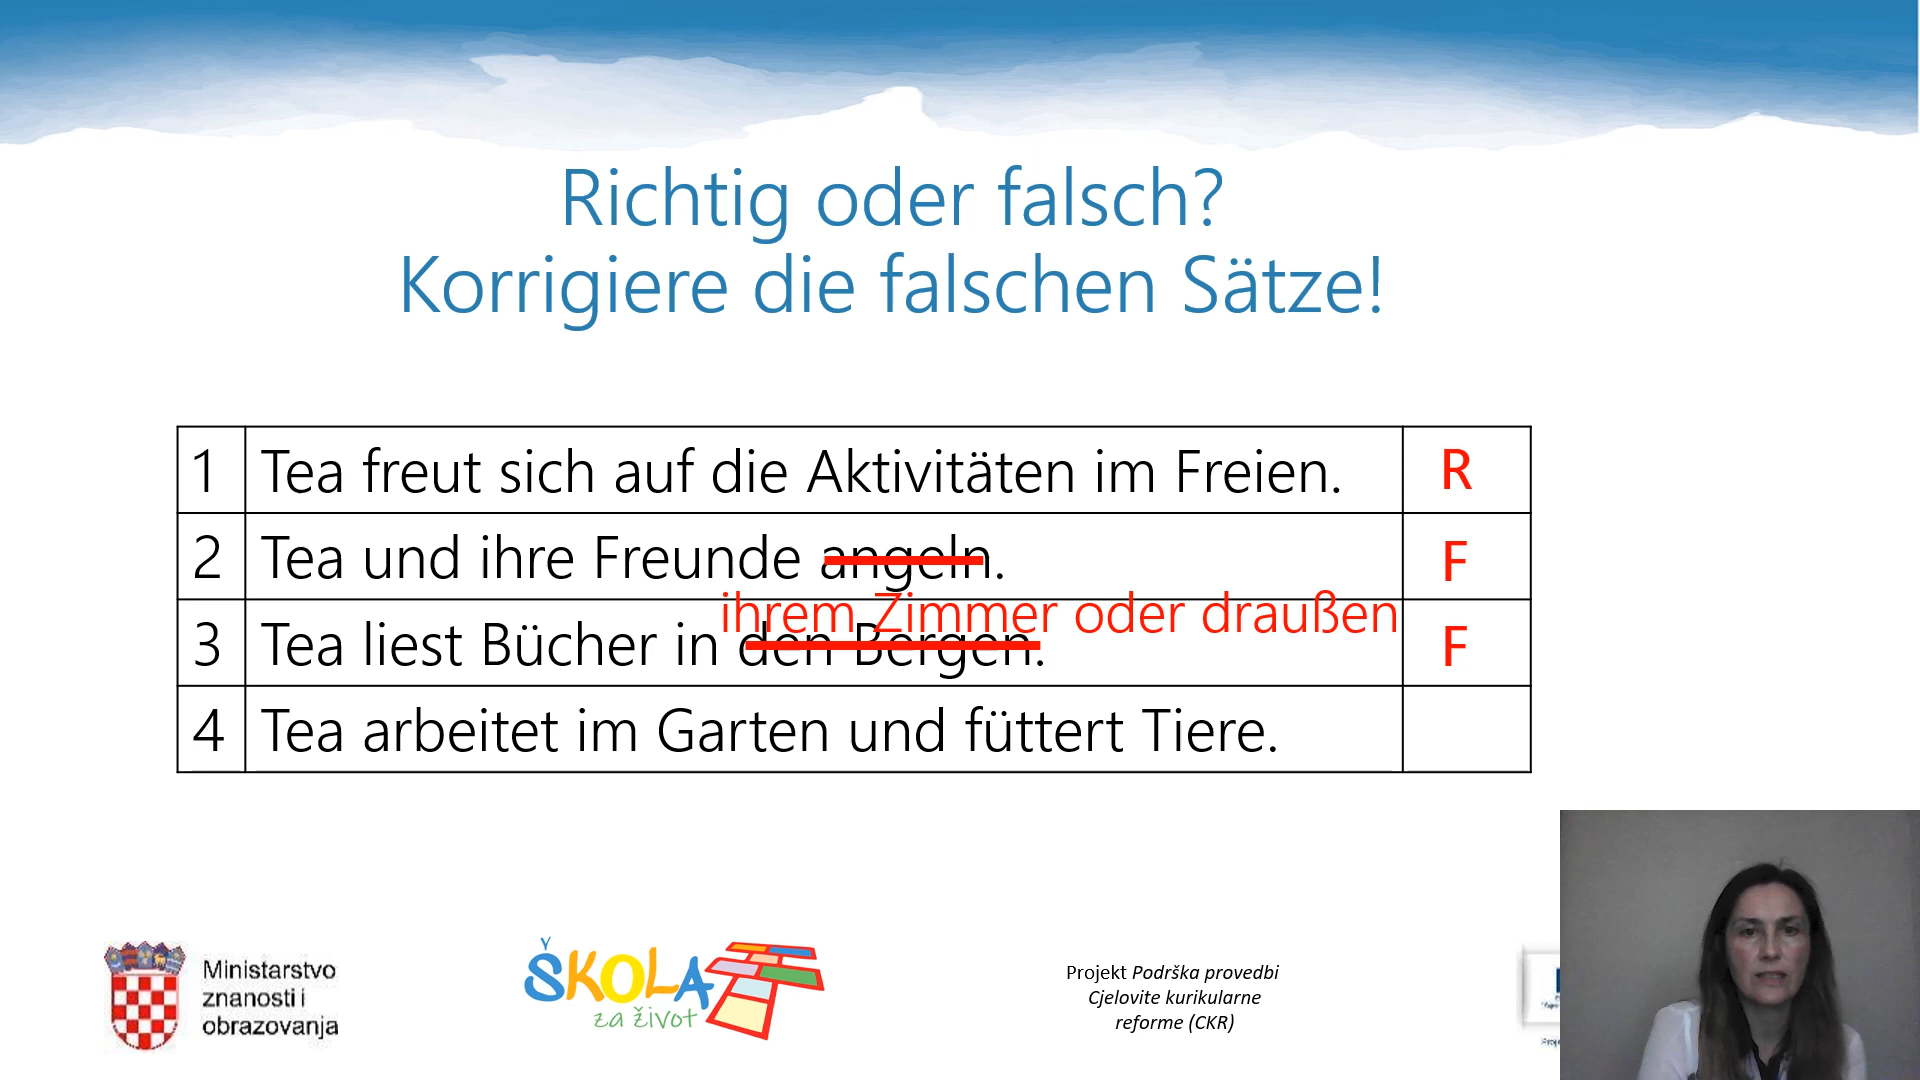 Richtig oder falsch?
Korrigiere die falschen Sätze!
1 Tea freut sich auf die Aktivitäten im Freien. R
2 Tea und ihre Freunde angeln. F
ihrem Zimmer oder draußen
3 Tea liest Bücher in den Bergen. F
4 Tea arbeitet im Garten und füttert Tiere.
Ministarstvo
znanosti i
obrazovanja
ŠKOLA
za život
Projekt Podrška provedbi
Cjelovite kurikularne
reforme (CKR)